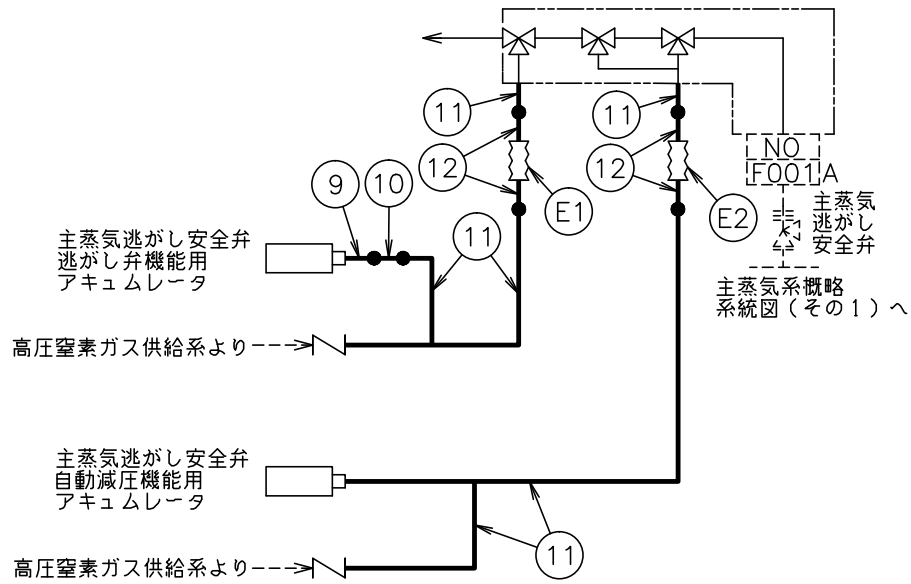 11
11
NO
F001A
12
12
9
10
E1
E2
主蒸気
逃がし
安全弁
主蒸気逃がし安全弁
逃がし弁機能用
アキュムレータ
11
主蒸気系概略
系統図（その1）へ
高圧窒素ガス供給系より
主蒸気逃がし安全弁
自動減圧機能用
アキュムレータ
11
高圧窒素ガス供給系より